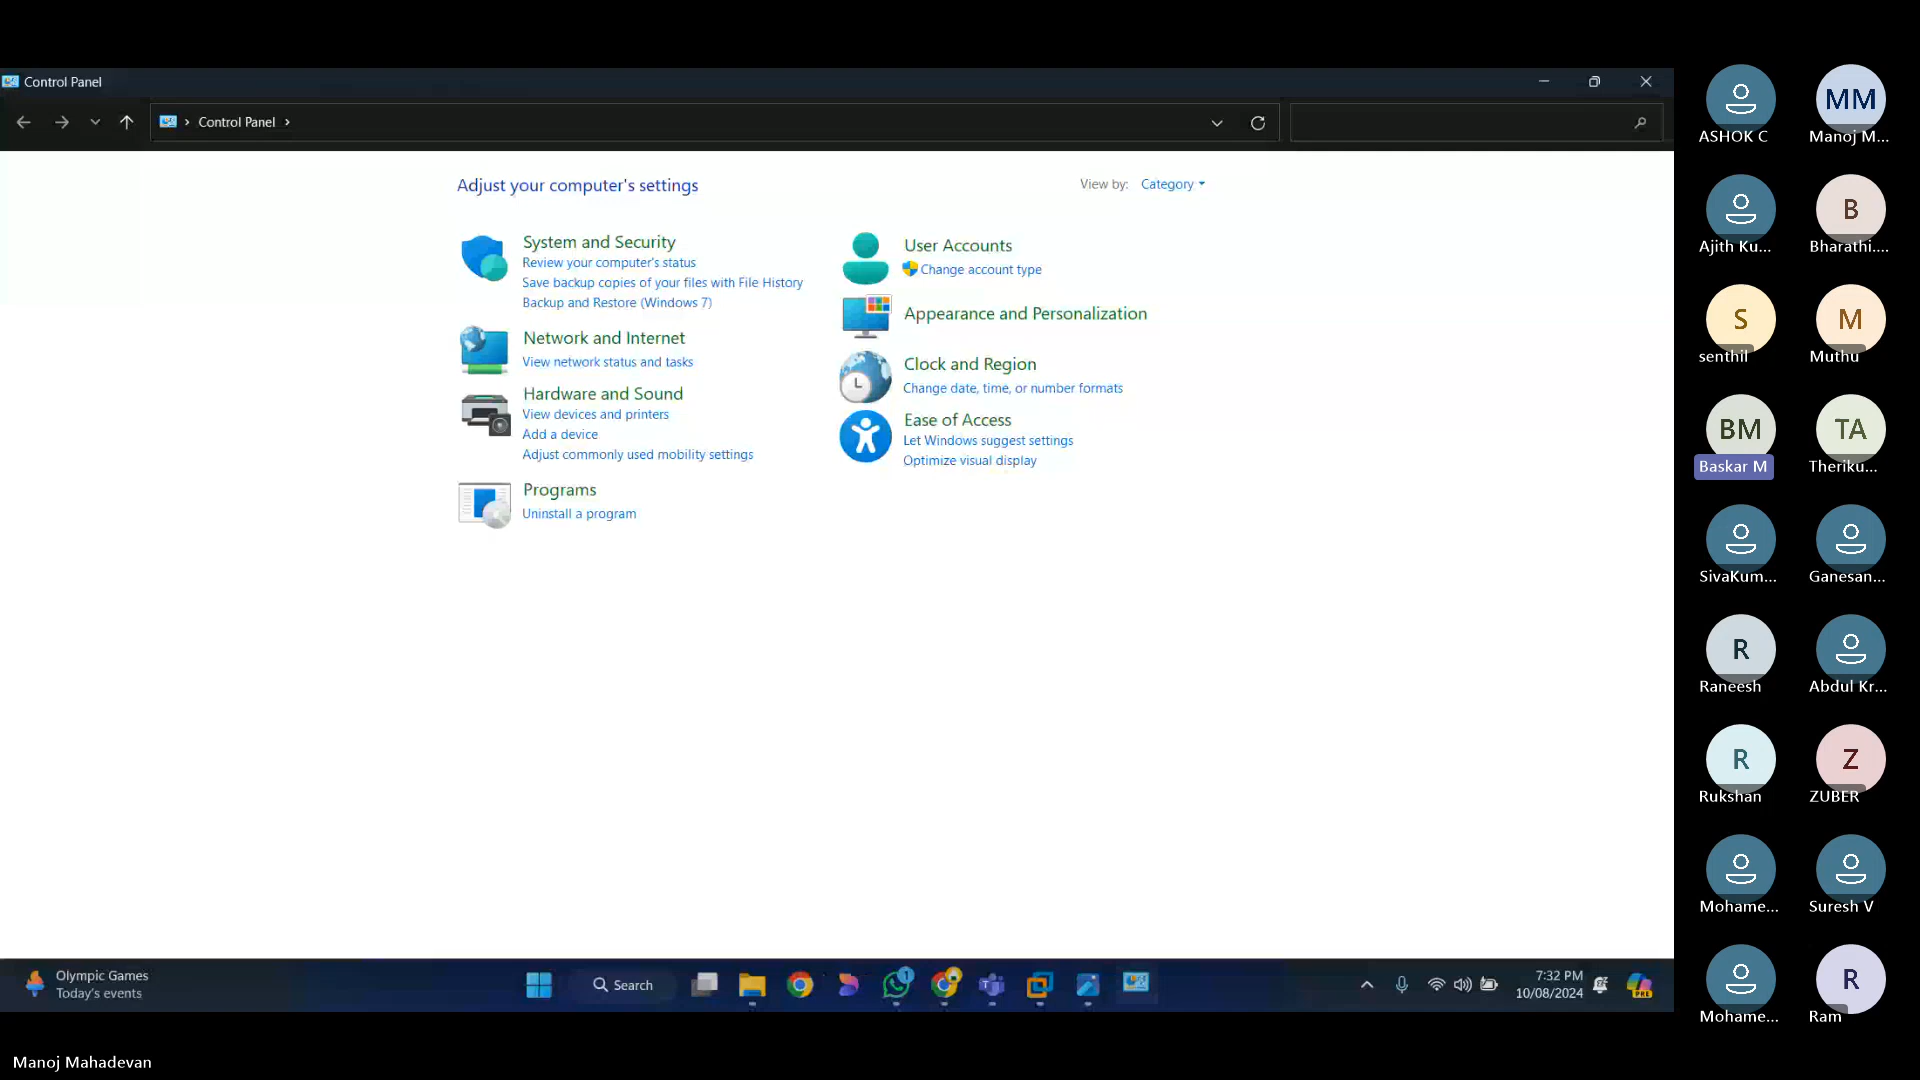 Control Panel
Control Panel
Adjust your computer's settings
View by: Category
System and Security
Review your computer's status
Save backup copies of your files with File History
Backup and Restore (Windows 7)
Network and Internet
View network status and tasks
Hardware and Sound
View devices and printers
Add a device
Adjust commonly used mobility settings
Programs
Uninstall a program
User Accounts
Change account type
Appearance and Personalization
Clock and Region
Change date, time, or number formats
Ease of Access
Let Windows suggest settings
Optimize visual display
ASHOK C
MM
Manoj M...
Ajith Ku...
B
Bharathi....
S
senthil
M
Muthu
BM
Baskar M
TA
Theriku...
SivaKum...
Ganesan...
R
Raneesh
Abdul Kr...
R
Rukshan
Z
ZUBER
Mohame...
Suresh V
Mohame...
R
Ram
Olympic Games
Today's events
Search
1
7:32 PM
10/08/2024
PRE
Manoj Mahadevan